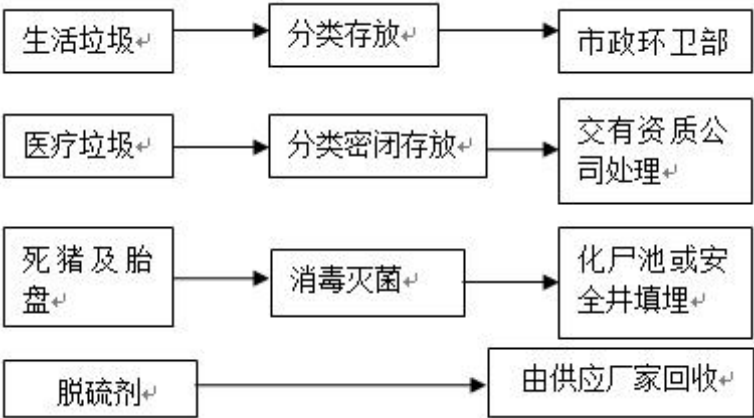 生活垃圾
分类存放
市政环卫部
医疗垃圾
分类密闭存放
交有资质公
司处理
死猪及胎
盘
消毒灭菌
化尸池或安
全井填埋
脱硫剂
由供应厂家回收